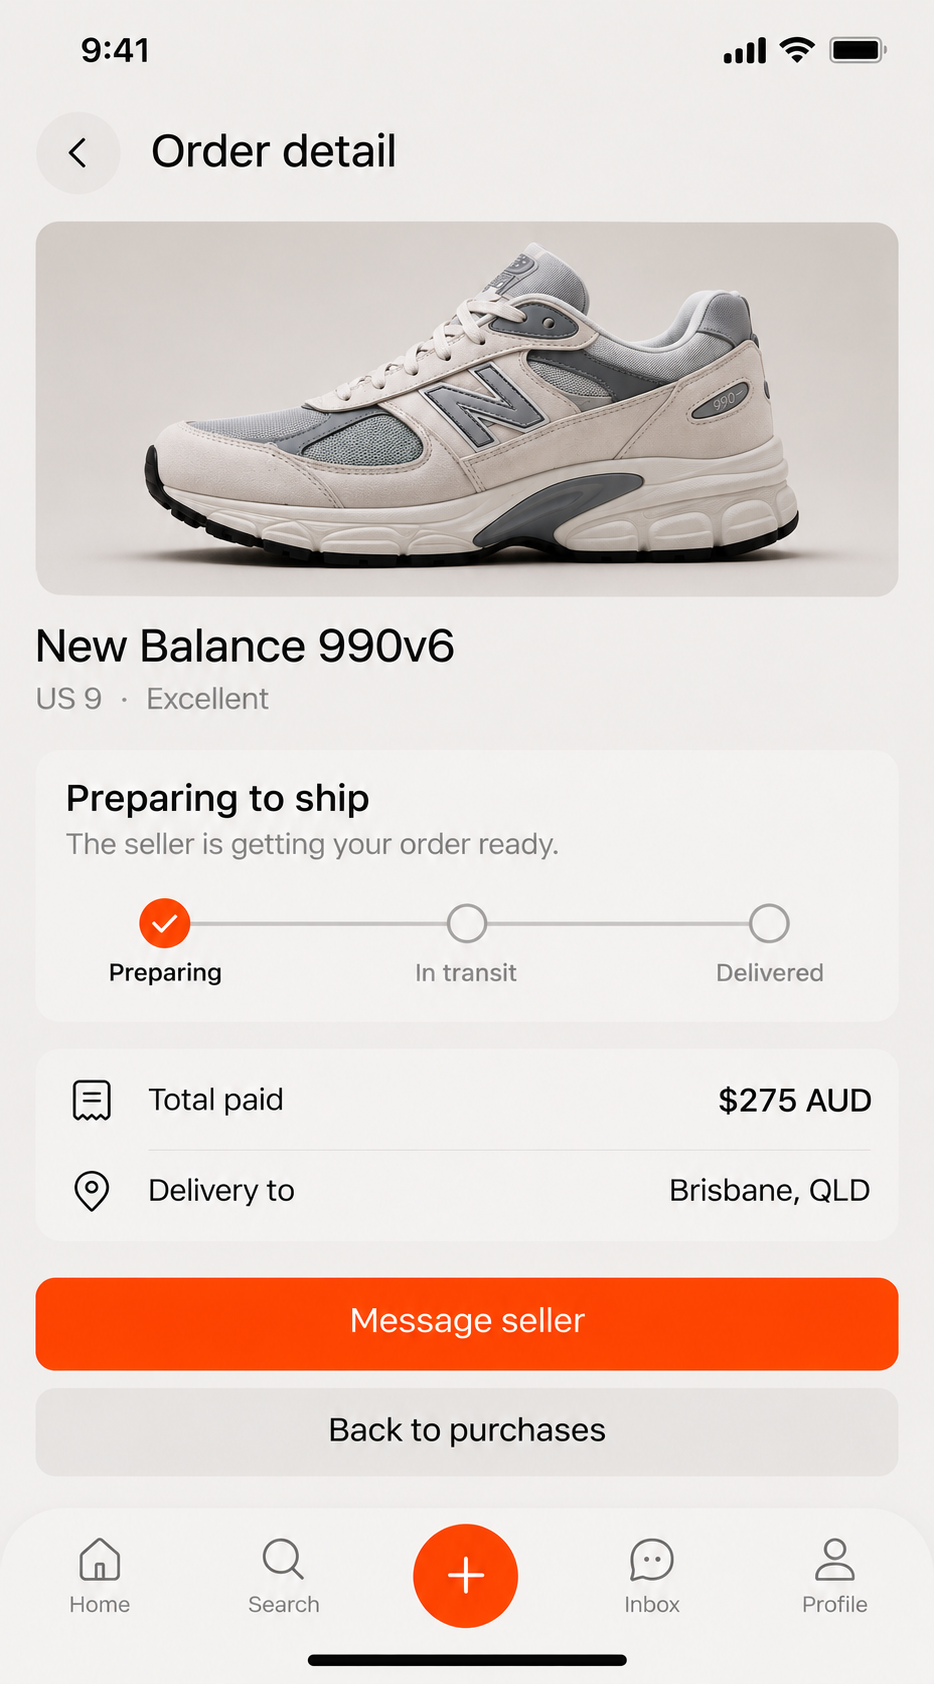 9:41
Order detail
N
990
New Balance 990v6
US 9 · Excellent
Preparing to ship
The seller is getting your order ready.
Preparing
In transit
Delivered
Total paid
$275 AUD
Delivery to
Brisbane, QLD
Message seller
Back to purchases
Home
Search
Inbox
Profile